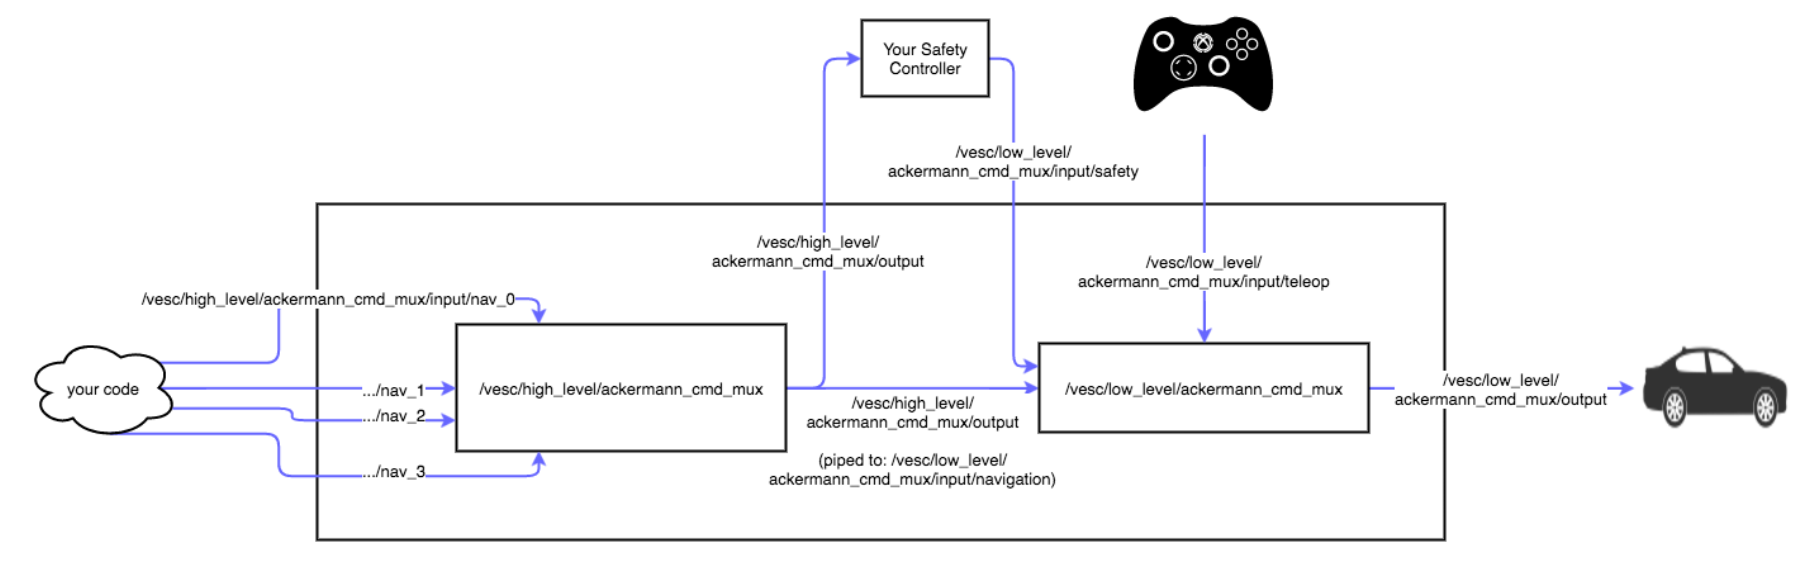 Your Safety
Controller
/vesc/low_level/
ackermann_cmd_mux/input/safety
/vesc/high_level/
ackermann_cmd_mux/output
/vesc/low_level/
ackermann_cmd_mux/input/teleop
/vesc/high_level/ackermann_cmd_mux/input/nav_0
your code
.../nav_1
.../nav_2
.../nav_3
/vesc/high_level/ackermann_cmd_mux
/vesc/high_level/
ackermann_cmd_mux/output
(piped to: /vesc/low_level/
ackermann_cmd_mux/input/navigation)
/vesc/low_level/ackermann_cmd_mux
/vesc/low_level/
ackermann_cmd_mux/output